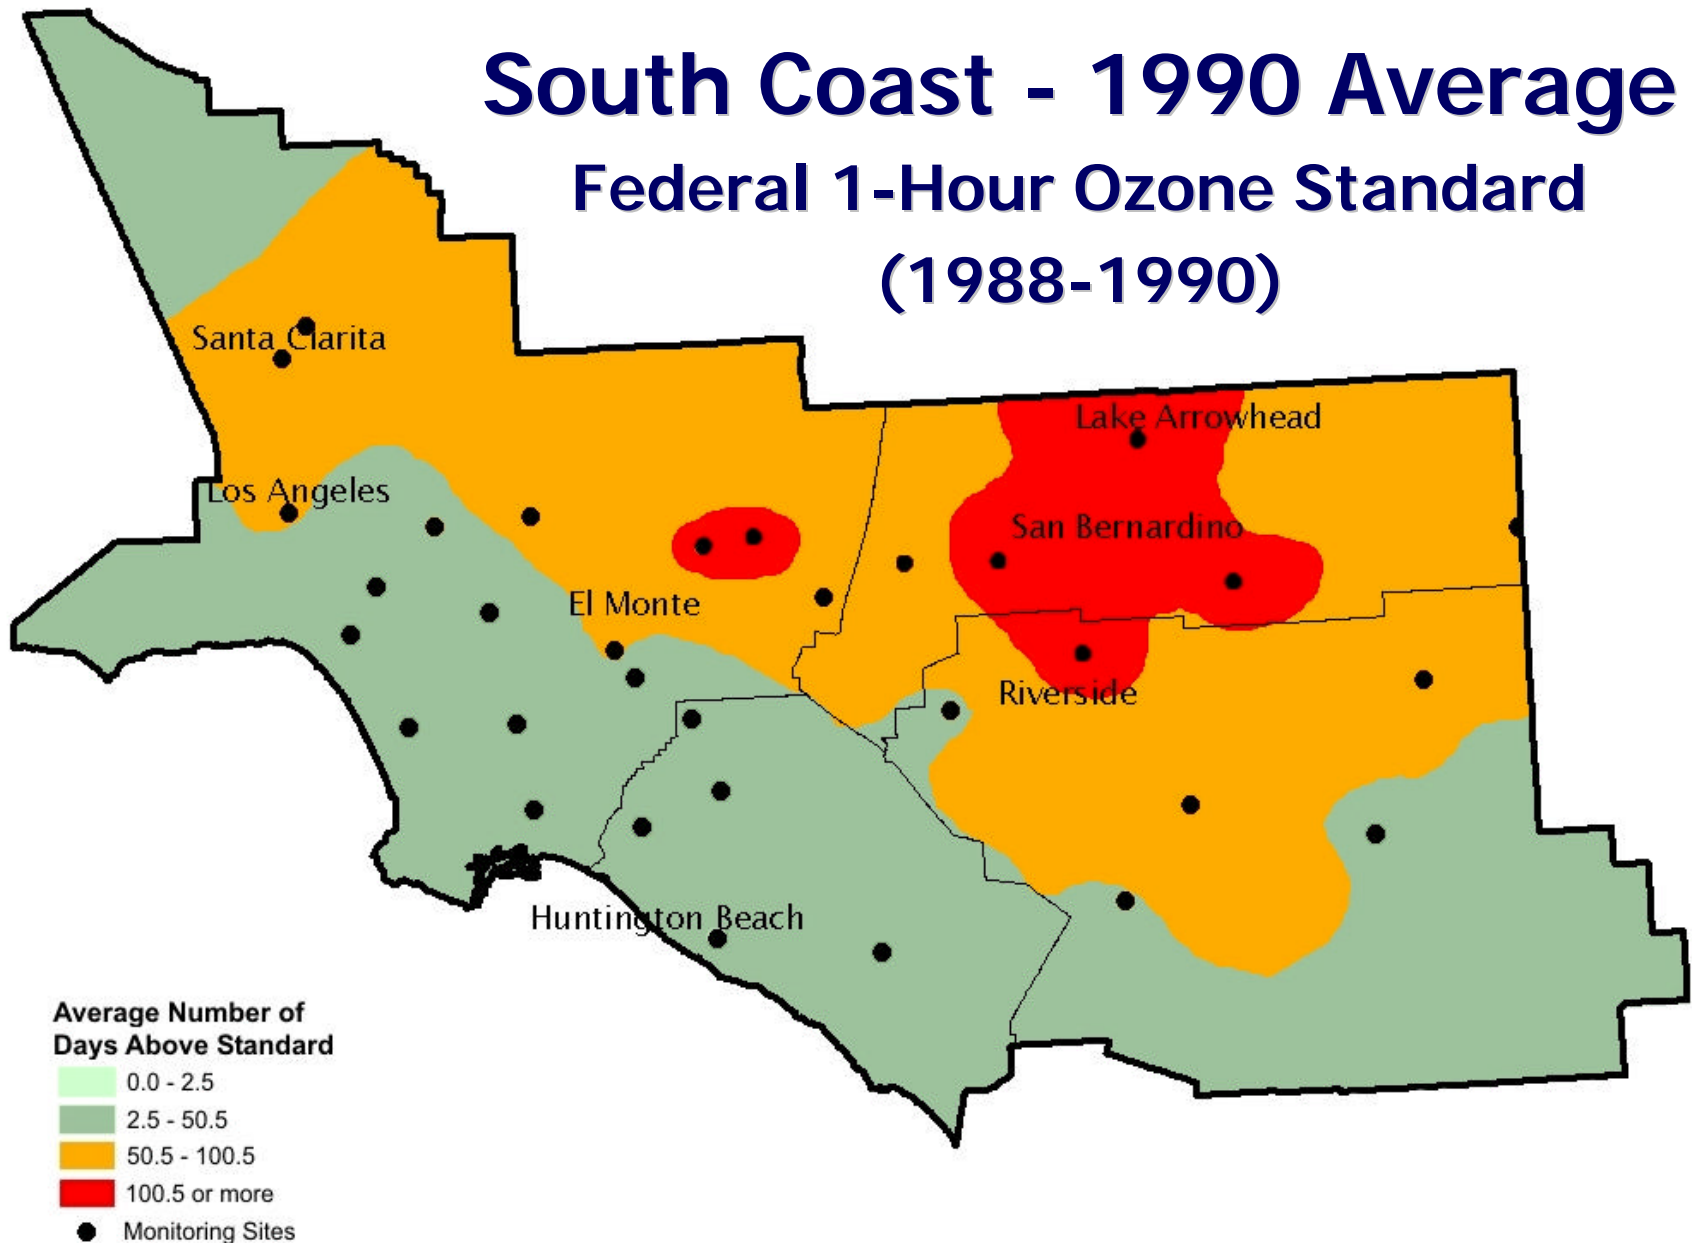 South Coast - 1990 Average
Federal 1-Hour Ozone Standard
(1988-1990)
Santa Clarita
Lake Arrowhead
Los Angeles
San Bernardino
El Monte
Riverside
Huntington Beach
Average Number of
Days Above Standard
0.0 - 2.5
2.5 - 50.5
50.5 - 100.5
100.5 or more
Monitoring Sites